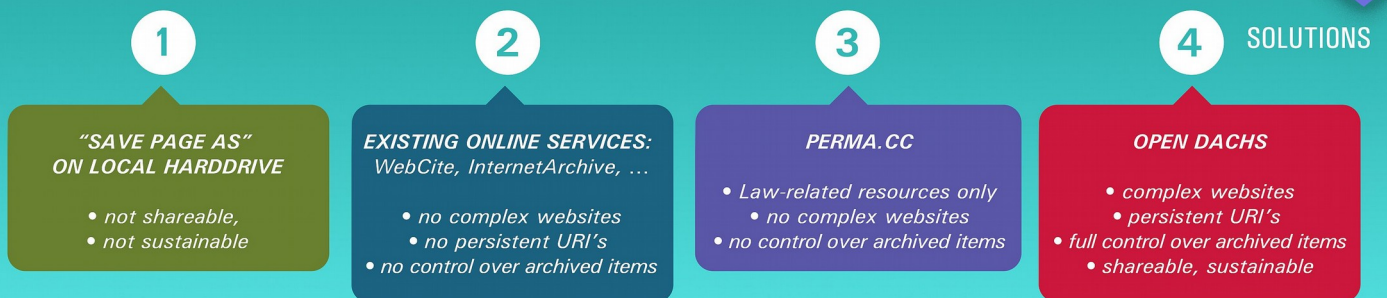 1
"SAVE PAGE AS"
ON LOCAL HARDDRIVE
• not shareable,
• not sustainable
2
EXISTING ONLINE SERVICES:
WebCite, InternetArchive, ...
• no complex websites
• no persistent URI's
• no control over archived items
3
PERMA.CC
• Law-related resources only
• no complex websites
• no control over archived items
4
SOLUTIONS
OPEN DACHS
• complex websites
• persistent URI's
• full control over archived items
• shareable, sustainable